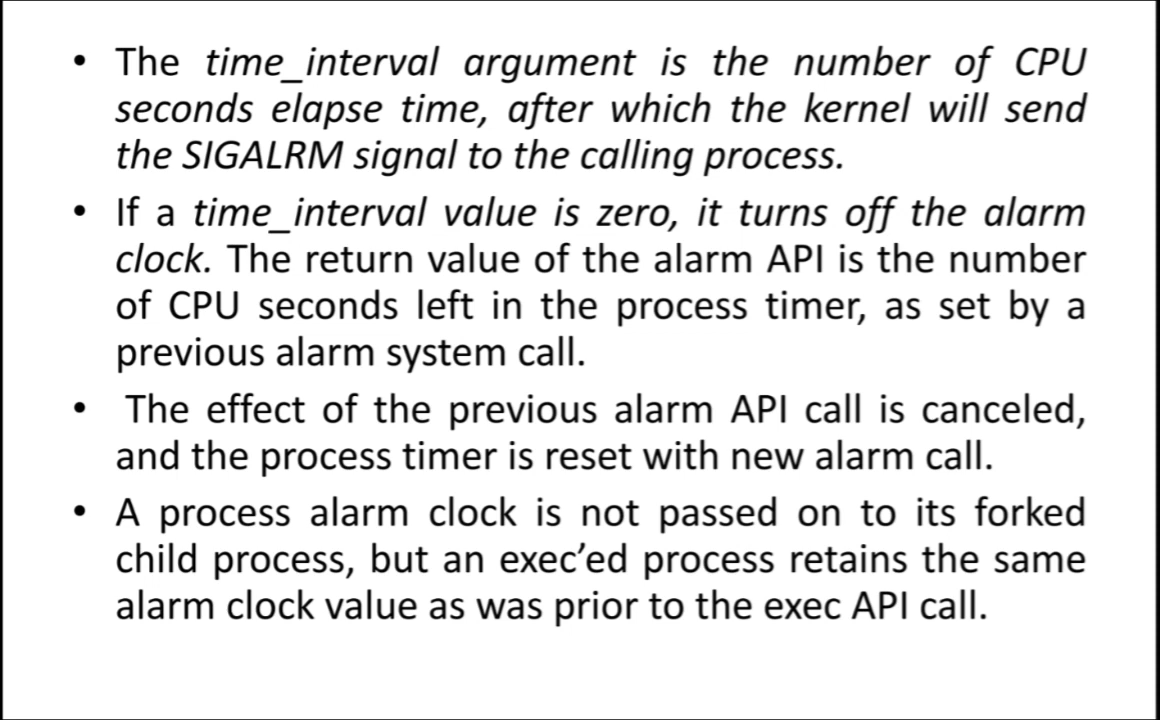 • The time_interval argument is the number of CPU
seconds elapse time, after which the kernel will send
the SIGALRM signal to the calling process.
• If a time_interval value is zero, it turns off the alarm
clock. The return value of the alarm API is the number
of CPU seconds left in the process timer, as set by a
previous alarm system call.
• The effect of the previous alarm API call is canceled,
and the process timer is reset with new alarm call.
• A process alarm clock is not passed on to its forked
child process, but an exec’ed process retains the same
alarm clock value as was prior to the exec API call.